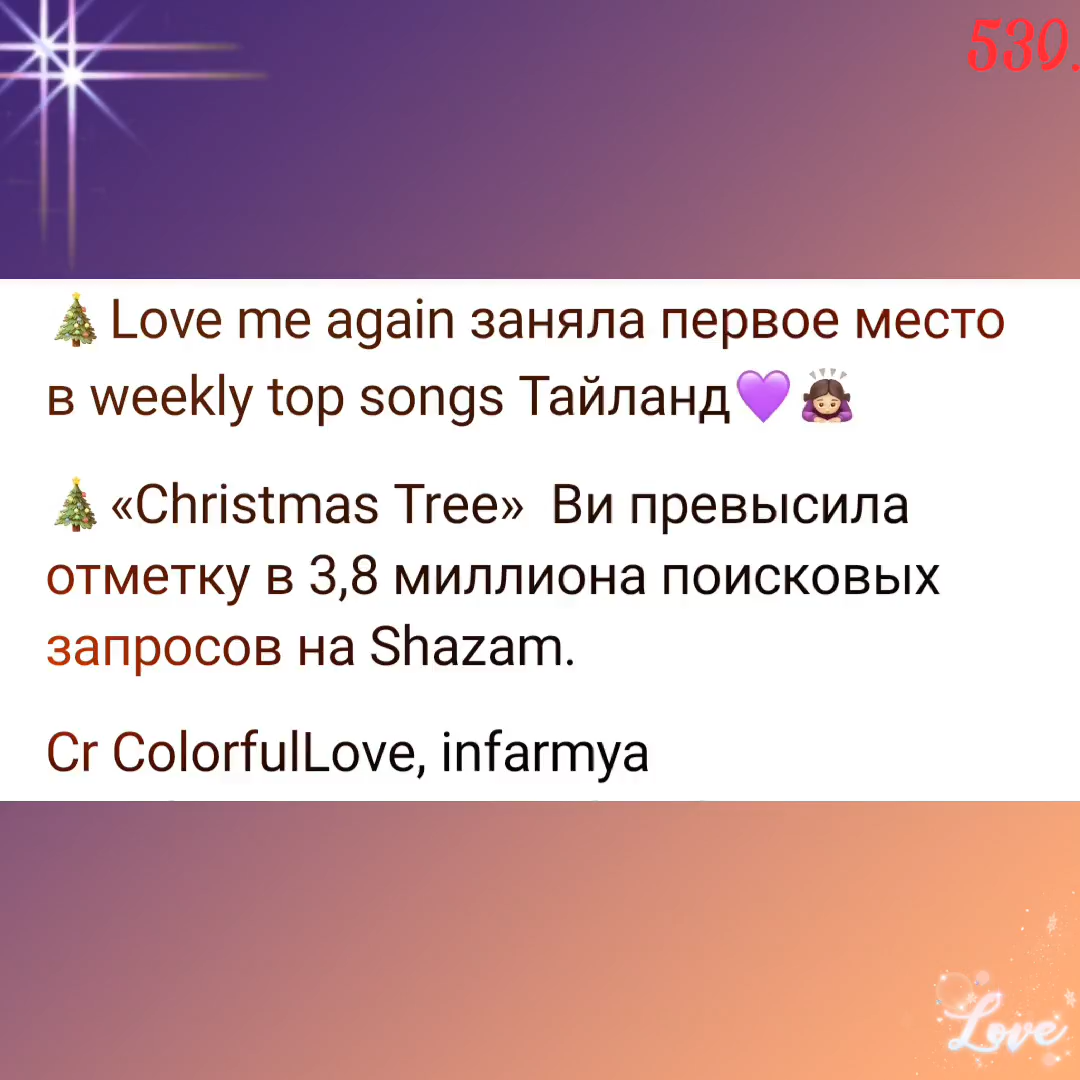 530.
🎄Love me again заняла первое место
в weekly top songs Тайланд💜🙇🏻‍♀️
🎄«Christmas Tree» Ви превысила
отметку в 3,8 миллиона поисковых
запросов на Shazam.
Cr ColorfulLove, infarmya
Love